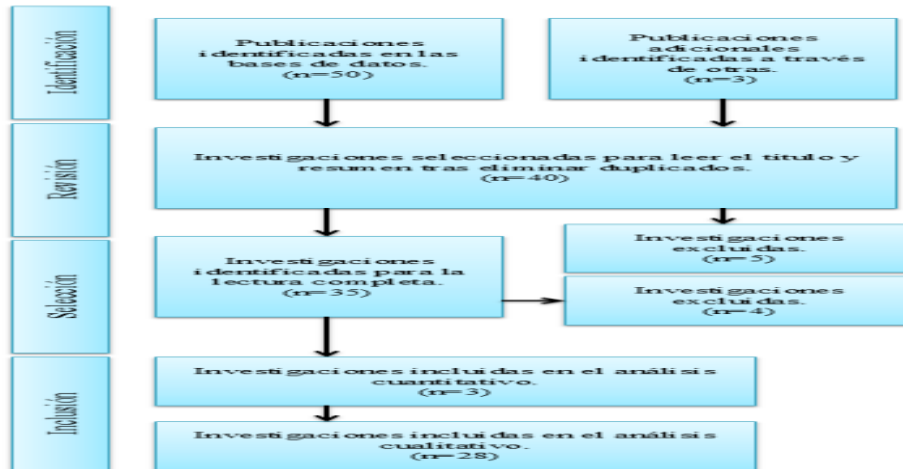 Identificación
Publicaciones
identificadas en las
bases de datos.
(n=50)
Publicaciones
adicionales
identificadas a través
de otras.
(n=3)
Revisión
Investigaciones seleccionadas para leer el título y
resumen tras eliminar duplicados.
(n=40)
Selección
Investigaciones
identificadas para la
lectura completa.
(n=35)
Investigaciones
excluidas.
(n=5)
Investigaciones
excluidas.
(n=4)
Inclusión
Investigaciones incluidas en el análisis
cuantitativo.
(n=3)
Investigaciones incluidas en el análisis
cualitativo.
(n=28)